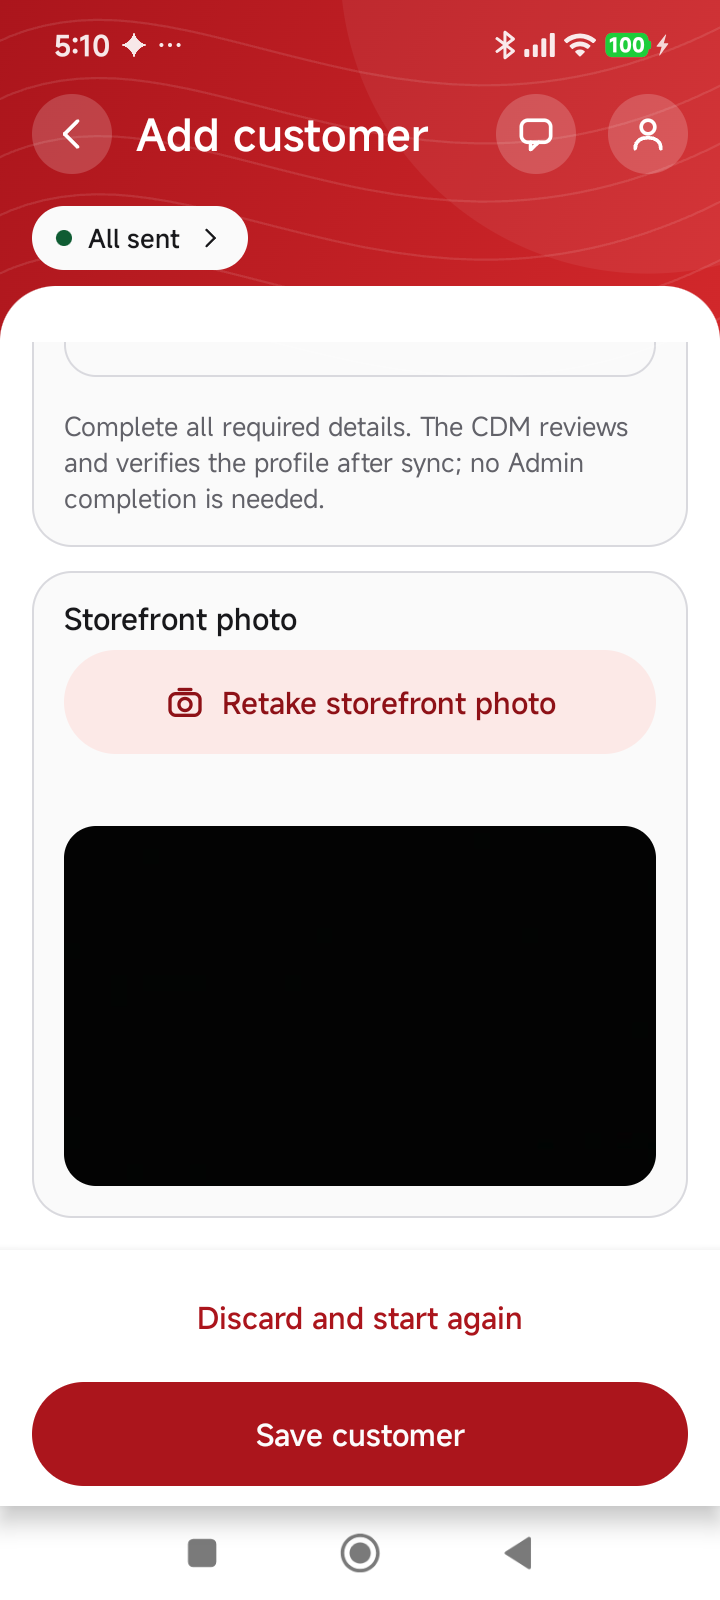 5:10
100
Add customer
All sent
Complete all required details. The CDM reviews
and verifies the profile after sync; no Admin
completion is needed.
Storefront photo
Retake storefront photo
Discard and start again
Save customer